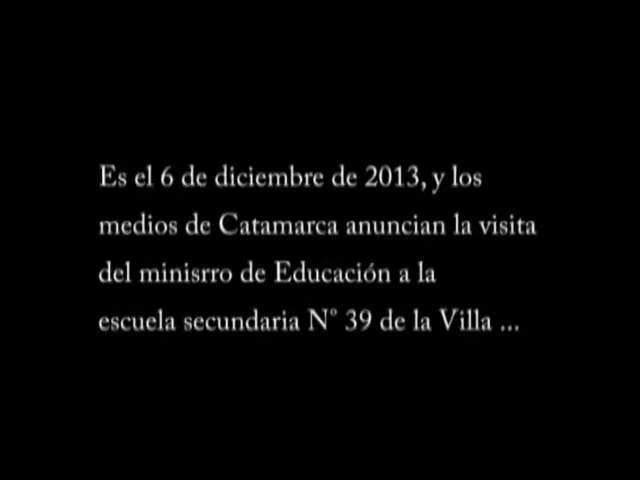 Es el 6 de diciembre de 2013, y los
medios de Catamarca anuncian la visita
del minisrro de Educación a la
escuela secundaria N° 39 de la Villa ...